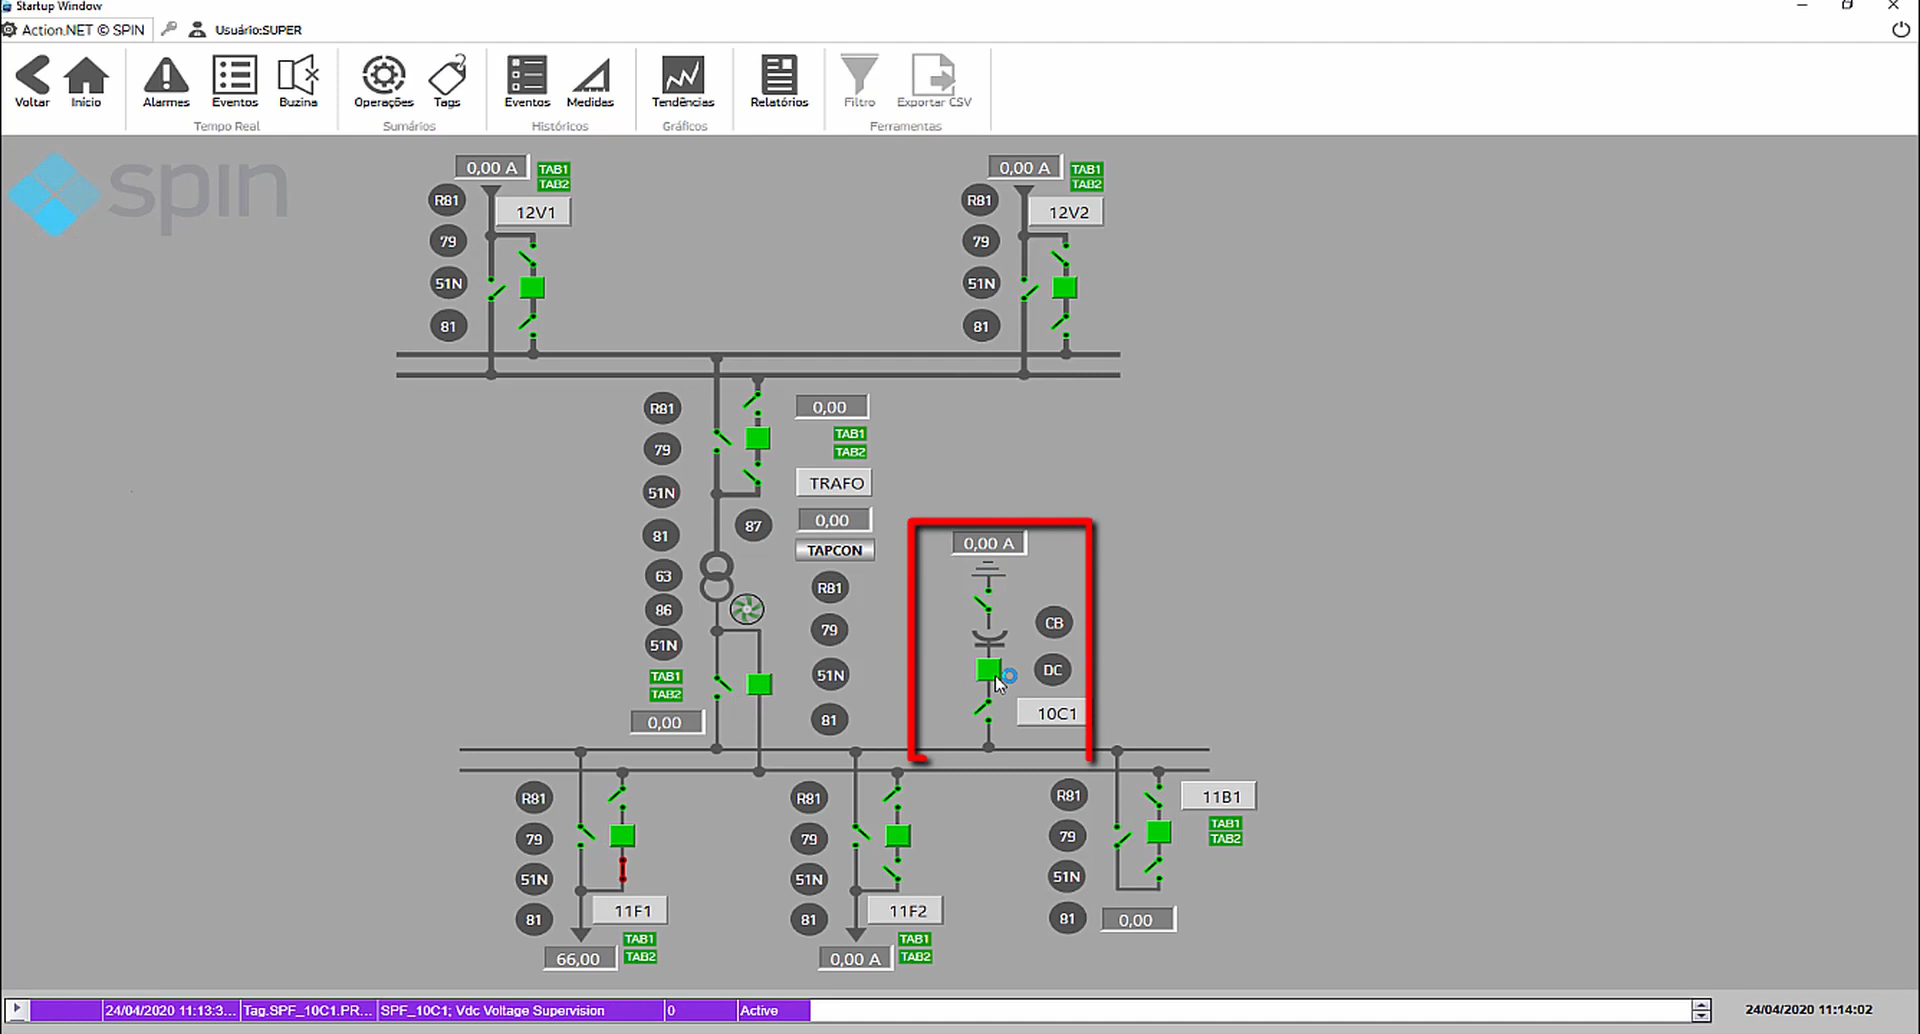 Startup Window
Action.NET © SPIN
Usuário:SUPER
Voltar
Início
Alarmes
Eventos
Buzina
Tempo Real
Operações
Tags
Sumários
Eventos
Medidas
Históricos
Tendências
Gráficos
Relatórios
Filtro
Exportar CSV
Ferramentas
spin
0,00 A
TAB1
TAB2
R81
12V1
79
51N
81
0,00 A
TAB1
TAB2
R81
12V2
79
51N
81
R81
0,00
79
TAB1
TAB2
TRAFO
51N
87
0,00
81
TAPCON
63
86
51N
TAB1
TAB2
0,00
R81
79
51N
81
0,00 A
CB
DC
10C1
R81
79
51N
81
11F1
TAB1
TAB2
66,00
R81
79
51N
81
11F2
TAB1
TAB2
0,00 A
R81
11B1
79
TAB1
TAB2
51N
81
0,00
24/04/2020 11:13:3... Tag.SPF_10C1.PR... SPF_10C1; Vdc Voltage Supervision 0 Active
24/04/2020 11:14:02